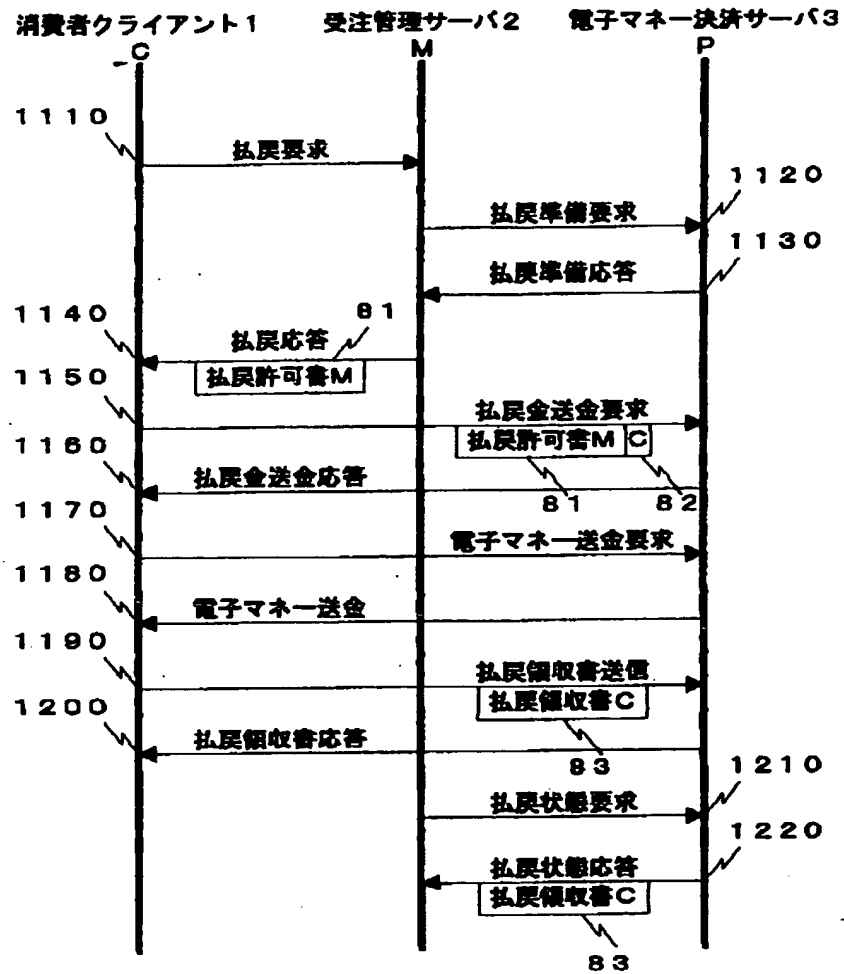 消費者クライアント1 受注管理サーバ2 電子マネー決済サーバ3
C M P
1110
払戻要求
1120
払戻準備要求
1130
払戻準備応答
1140
81
払戻応答
払戻許可書M
1150
払戻金送金要求
払戻許可書M C
1160
81 82
払戻金送金応答
1170
電子マネー送金要求
1180
電子マネー送金
1190
払戻領収書送信
払戻領収書C
1200
83
払戻領収書応答
1210
払戻状態要求
1220
払戻状態応答
払戻領収書C
83